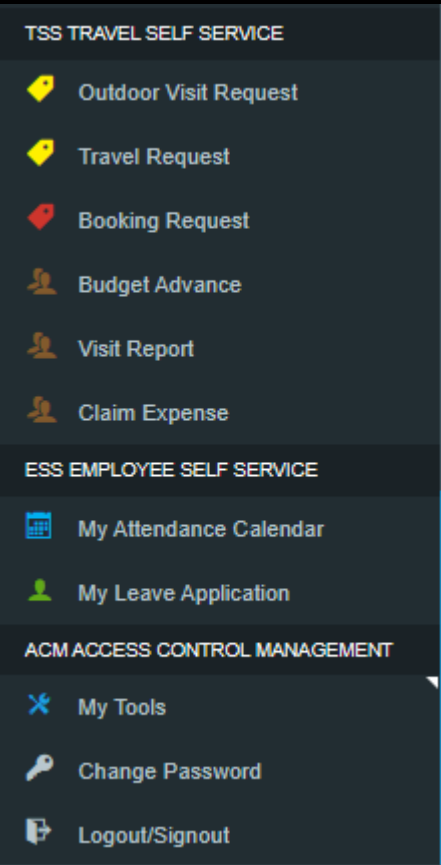 TSS TRAVEL SELF SERVICE
Outdoor Visit Request
Travel Request
Booking Request
Budget Advance
Visit Report
Claim Expense
ESS EMPLOYEE SELF SERVICE
My Attendance Calendar
My Leave Application
ACM ACCESS CONTROL MANAGEMENT
My Tools
Change Password
Logout/Signout